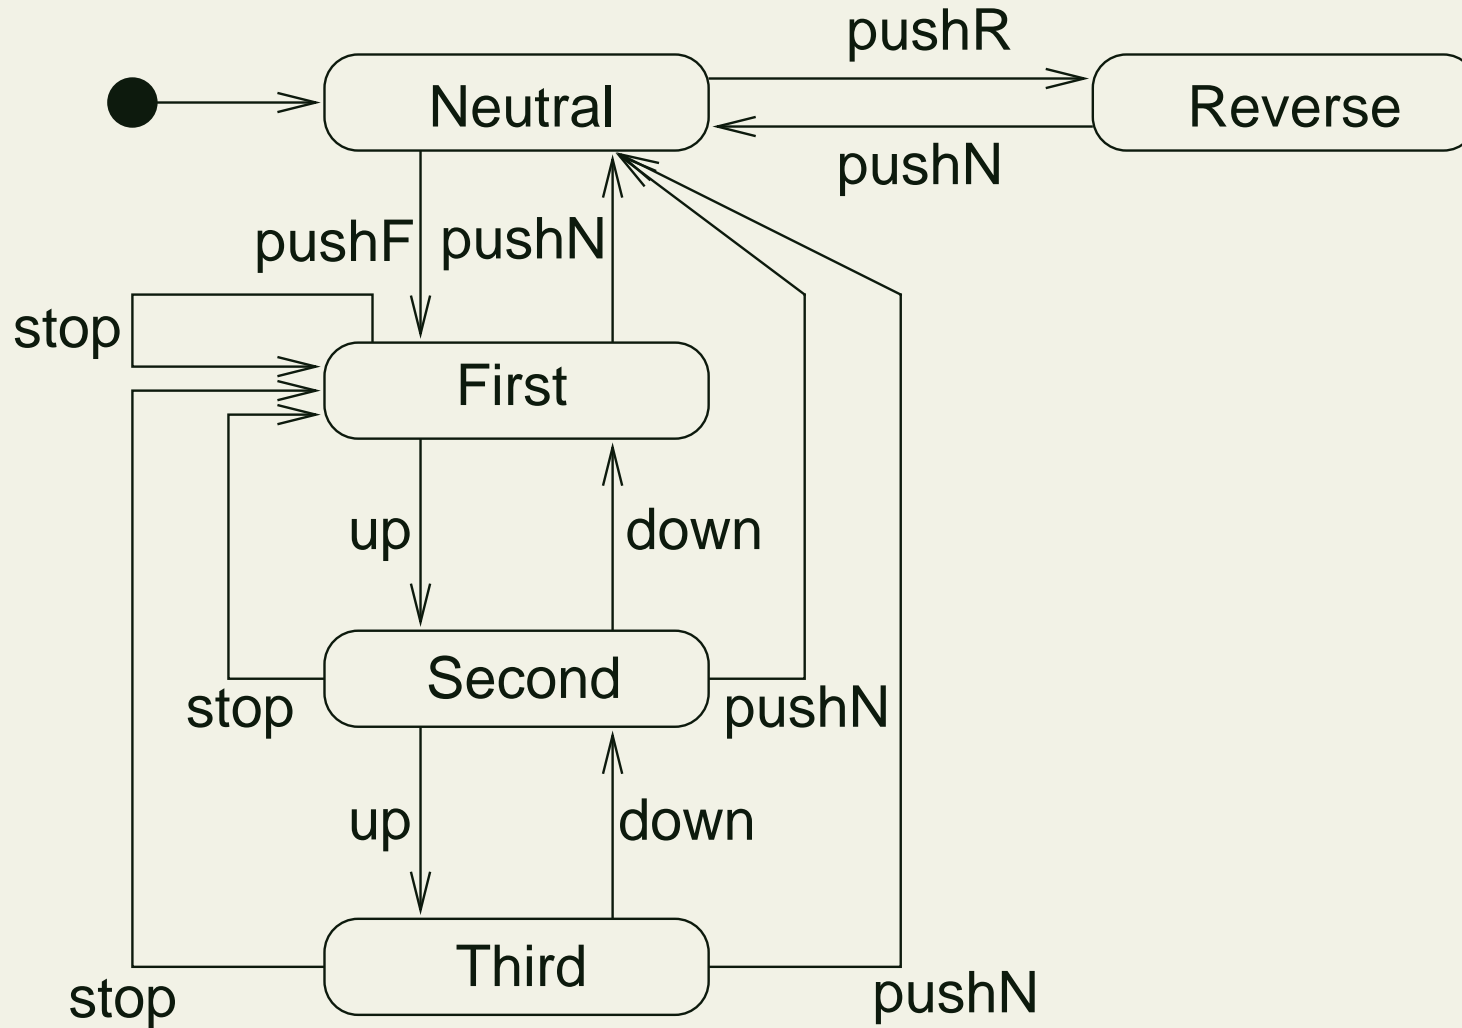 pushR
Neutral
Reverse
pushN
pushF
pushN
stop
First
up
down
Second
stop
pushN
up
down
Third
stop
pushN